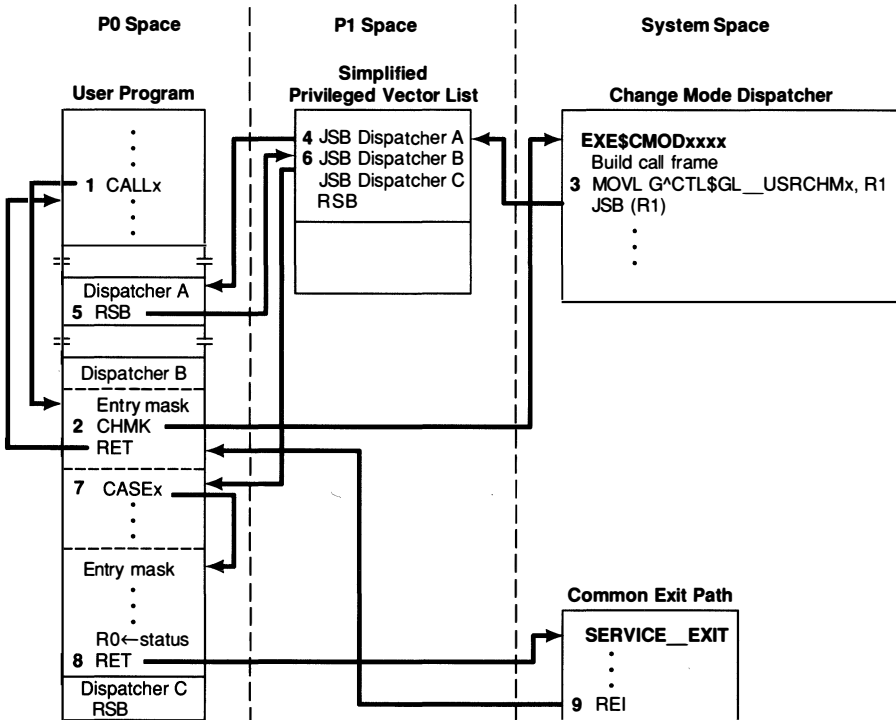 P0 Space
P1 Space
System Space
User Program
Simplified
Privileged Vector List
Change Mode Dispatcher
1 CALLx
4 JSB Dispatcher A
6 JSB Dispatcher B
JSB Dispatcher C
RSB
EXE$CMODxxxx
Build call frame
3 MOVL G^CTL$GL__USRCHMx, R1
JSB (R1)
Dispatcher A
5 RSB
Dispatcher B
Entry mask
2 CHMK
RET
7 CASEx
Entry mask
R0←status
8 RET
Dispatcher C
RSB
Common Exit Path
SERVICE__EXIT
9 REI